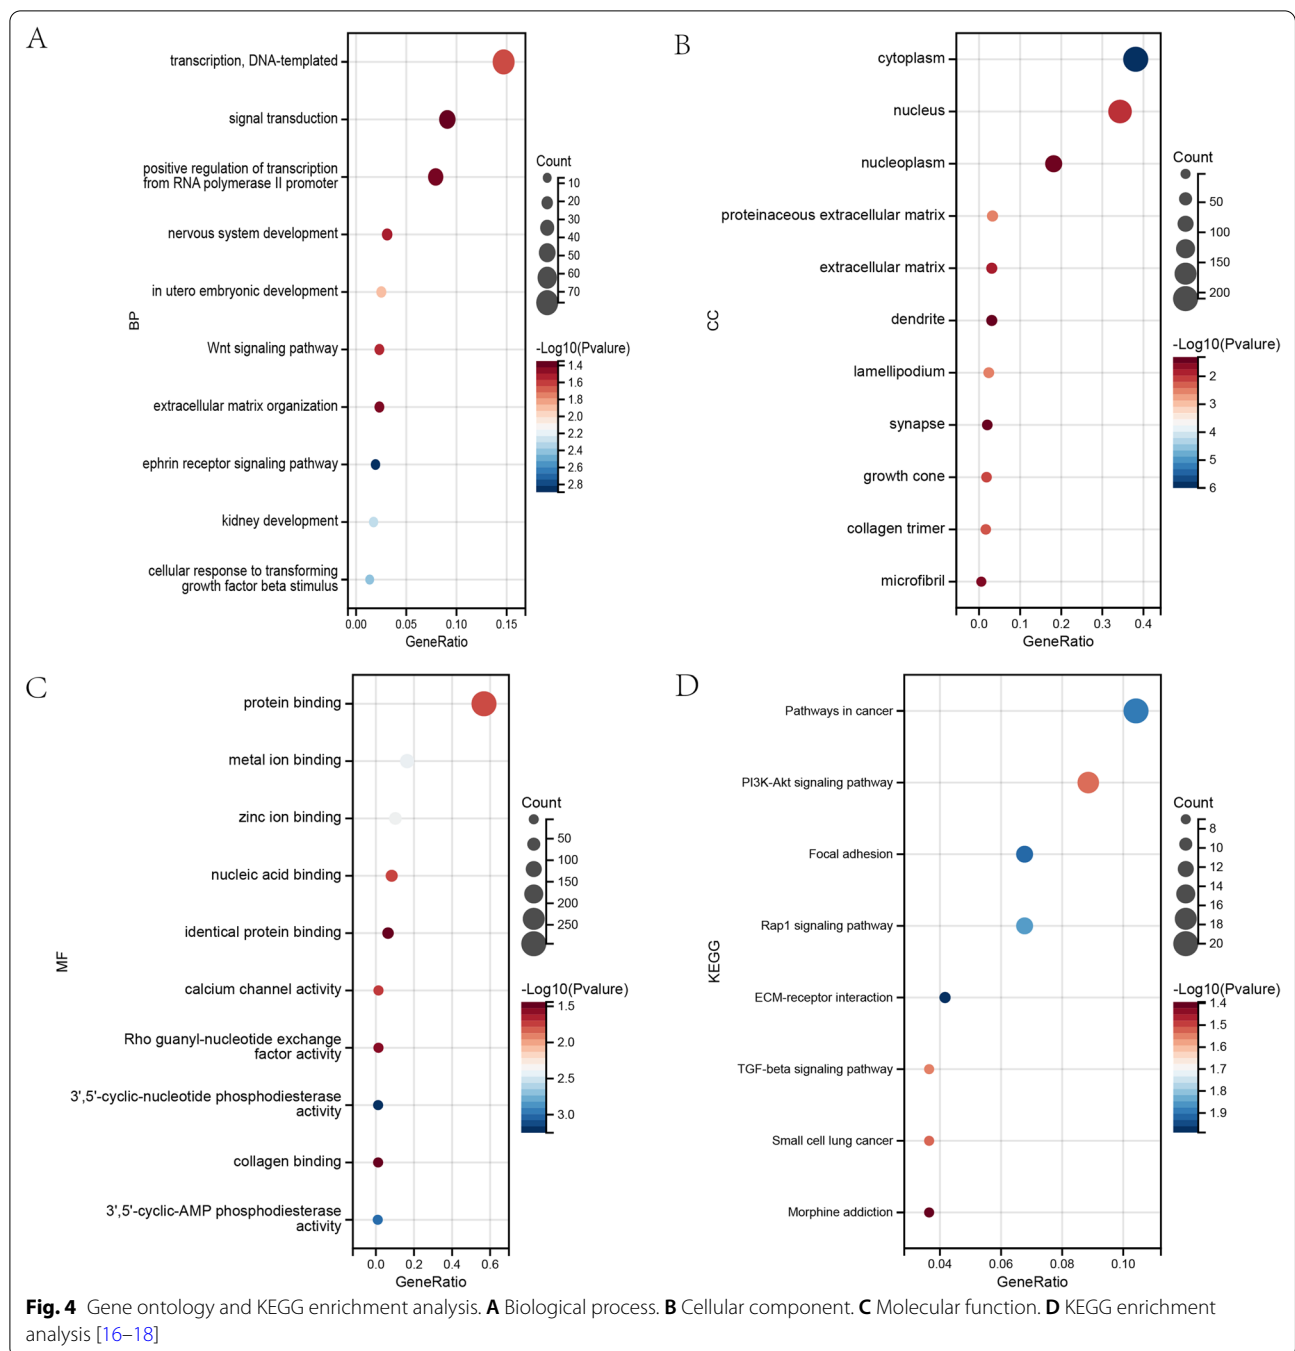 A
transcription, DNA-templated
signal transduction
positive regulation of transcription
from RNA polymerase II promoter
nervous system development
in utero embryonic development
Wnt signaling pathway
extracellular matrix organization
ephrin receptor signaling pathway
kidney development
cellular response to transforming
growth factor beta stimulus
BP
0.00 0.05 0.10 0.15
GeneRatio
Count
10
20
30
40
50
60
70
-Log10(Pvalure)
1.4
1.6
1.8
2.0
2.2
2.4
2.6
2.8
B
cytoplasm
nucleus
nucleoplasm
proteinaceous extracellular matrix
extracellular matrix
dendrite
lamellipodium
synapse
growth cone
collagen trimer
microfibril
CC
0.0 0.1 0.2 0.3 0.4
GeneRatio
Count
50
100
150
200
-Log10(Pvalure)
2
3
4
5
6
C
protein binding
metal ion binding
zinc ion binding
nucleic acid binding
identical protein binding
calcium channel activity
Rho guanyl-nucleotide exchange
factor activity
3',5'-cyclic-nucleotide phosphodiesterase
activity
collagen binding
3',5'-cyclic-AMP phosphodiesterase
activity
MF
0.0 0.2 0.4 0.6
GeneRatio
Count
50
100
150
200
250
-Log10(Pvalure)
1.5
2.0
2.5
3.0
D
Pathways in cancer
PI3K-Akt signaling pathway
Focal adhesion
Rap1 signaling pathway
ECM-receptor interaction
TGF-beta signaling pathway
Small cell lung cancer
Morphine addiction
KEGG
0.04 0.06 0.08 0.10
GeneRatio
Count
8
10
12
14
16
18
20
-Log10(Pvalure)
1.4
1.5
1.6
1.7
1.8
1.9
Fig. 4 Gene ontology and KEGG enrichment analysis. A Biological process. B Cellular component. C Molecular function. D KEGG enrichment
analysis [16–18]